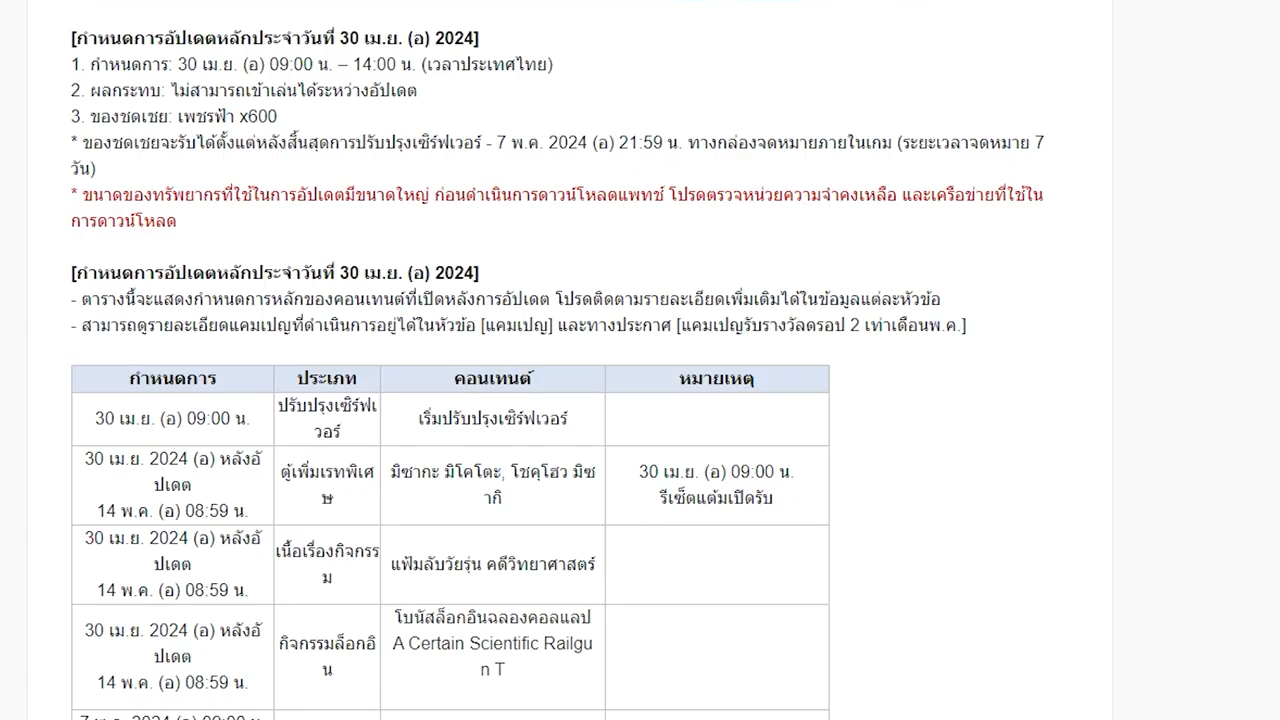 [กำหนดการอัปเดตหลักประจำวันที่ 30 เม.ย. (อ) 2024]
1. กำหนดการ: 30 เม.ย. (อ) 09:00 น. – 14:00 น. (เวลาประเทศไทย)
2. ผลกระทบ: ไม่สามารถเข้าเล่นได้ระหว่างอัปเดต
3. ของชดเชย: เพชรฟ้า x600
* ของชดเชยจะรับได้ตั้งแต่หลังสิ้นสุดการปรับปรุงเซิร์ฟเวอร์ - 7 พ.ค. 2024 (อ) 21:59 น. ทางกล่องจดหมายภายในเกม (ระยะเวลาจดหมาย 7
วัน)
* ขนาดของทรัพยากรที่ใช้ในการอัปเดตมีขนาดใหญ่ ก่อนดำเนินการดาวน์โหลดแพทช์ โปรดตรวจหน่วยความจำคงเหลือ และเครือข่ายที่ใช้ใน
การดาวน์โหลด
[กำหนดการอัปเดตหลักประจำวันที่ 30 เม.ย. (อ) 2024]
- ตารางนี้จะแสดงกำหนดการหลักของคอนเทนต์ที่เปิดหลังการอัปเดต โปรดติดตามรายละเอียดเพิ่มเติมได้ในข้อมูลแต่ละหัวข้อ
- สามารถดูรายละเอียดแคมเปญที่ดำเนินการอยู่ได้ในหัวข้อ [แคมเปญ] และทางประกาศ [แคมเปญรับรางวัลดรอป 2 เท่าเดือนพ.ค.]
กำหนดการ ประเภท คอนเทนต์ หมายเหตุ
30 เม.ย. (อ) 09:00 น.
ปรับปรุงเซิร์ฟเ
วอร์
เริ่มปรับปรุงเซิร์ฟเวอร์
30 เม.ย. 2024 (อ) หลังอั
ปเดต
14 พ.ค. (อ) 08:59 น.
ตู้เพิ่มเรทพิเศ
ษ
มิซากะ มิโคโตะ, โชคุโฮว มิซ
ากิ
30 เม.ย. (อ) 09:00 น.
รีเซ็ตแต้มเปิดรับ
30 เม.ย. 2024 (อ) หลังอั
ปเดต
14 พ.ค. (อ) 08:59 น.
เนื้อเรื่องกิจกรร
ม
แฟ้มลับวัยรุ่น คดีวิทยาศาสตร์
30 เม.ย. 2024 (อ) หลังอั
ปเดต
14 พ.ค. (อ) 08:59 น.
กิจกรรมล็อกอิ
น
โบนัสล็อกอินฉลองคอลแลป
A Certain Scientific Railgu
n T